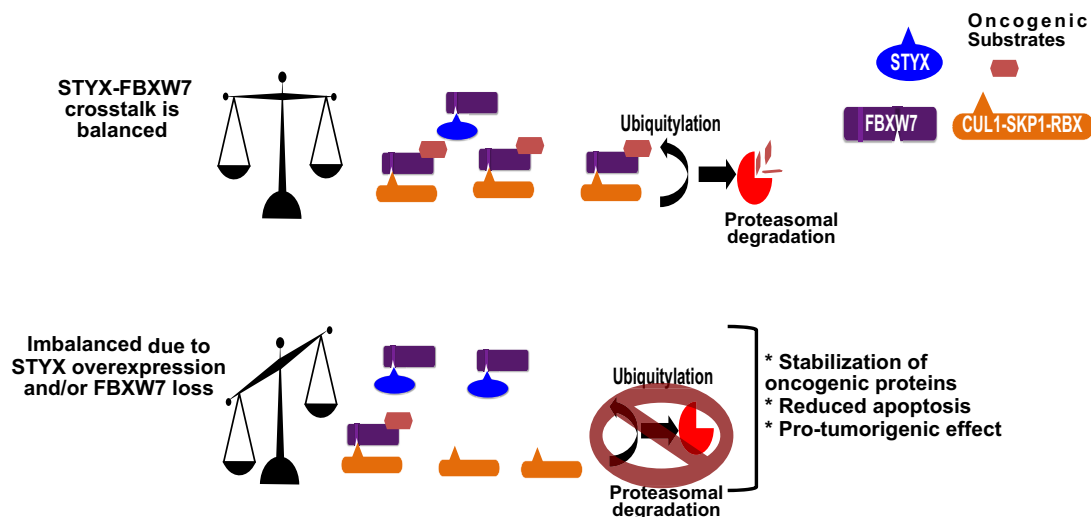 Oncogenic
Substrates
STYX
STYX-FBXW7
crosstalk is
balanced
Ubiquitylation
FBXW7
CUL1-SKP1-RBX
Proteasomal
degradation
Imbalanced due to
STYX overexpression
and/or FBXW7 loss
Ubiquitylation
Proteasomal
degradation
* Stabilization of
oncogenic proteins
* Reduced apoptosis
* Pro-tumorigenic effect